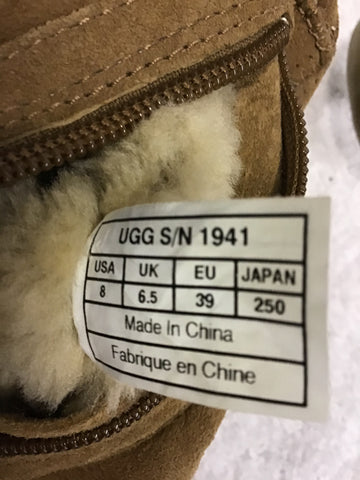 UGG S/N 1941
USA UK EU JAPAN
8 6.5 39 250
Made In China
Fabrique en Chine